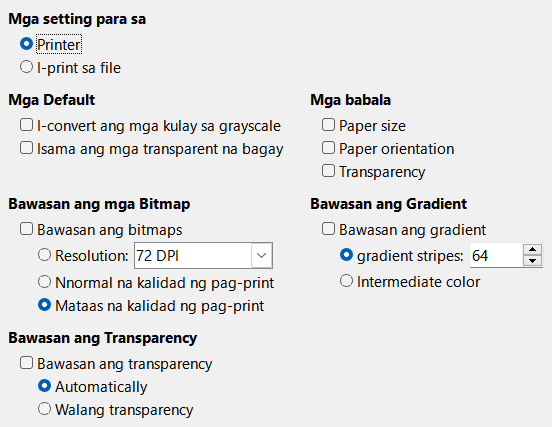 Mga setting para sa
Printer
I-print sa file
Mga Default
I-convert ang mga kulay sa grayscale
Isama ang mga transparent na bagay
Mga babala
Paper size
Paper orientation
Transparency
Bawasan ang mga Bitmap
Bawasan ang bitmaps
Resolution: 72 DPI
Nnormal na kalidad ng pag-print
Mataas na kalidad ng pag-print
Bawasan ang Gradient
Bawasan ang gradient
gradient stripes: 64
Intermediate color
Bawasan ang Transparency
Bawasan ang transparency
Automatically
Walang transparency